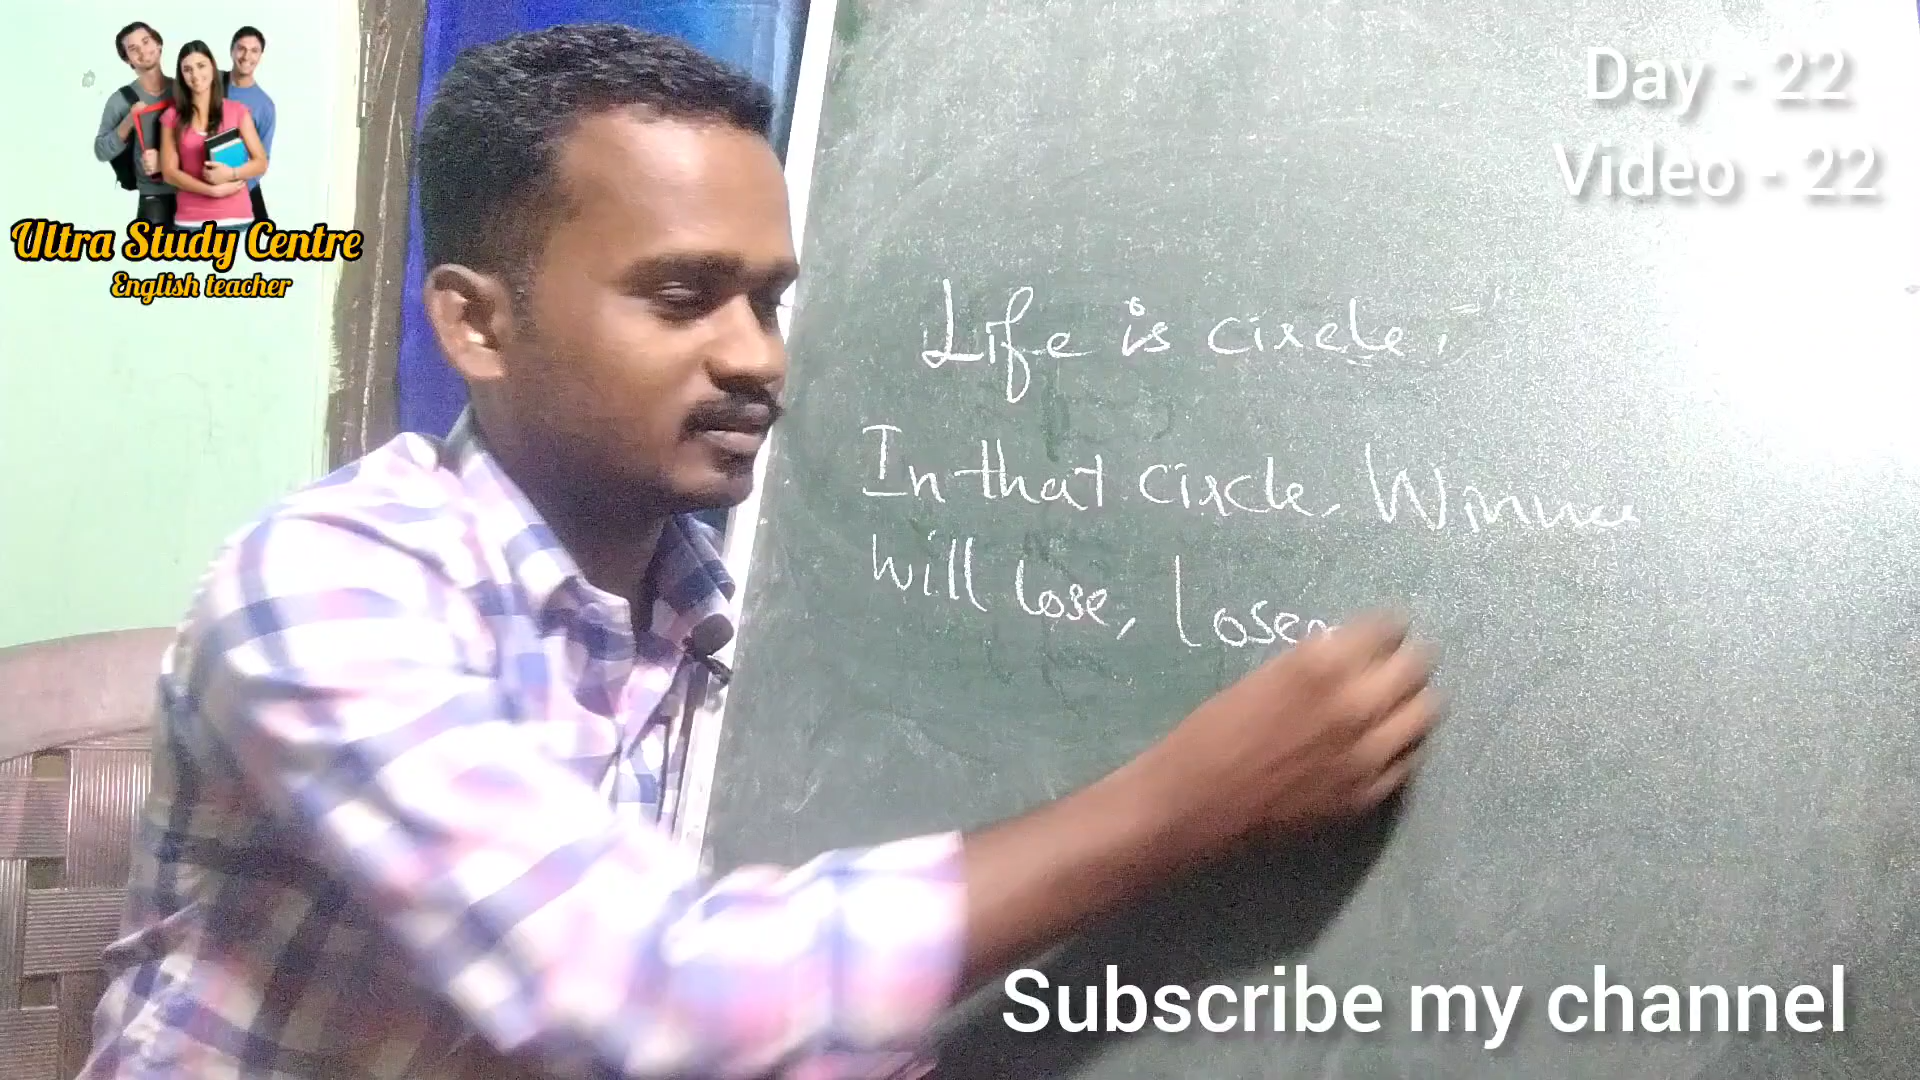 Ultra Study Centre
English teacher
Day - 22
Video - 22
Life is circle.
In that circle, Winner
will lose, Loser
Subscribe my channel